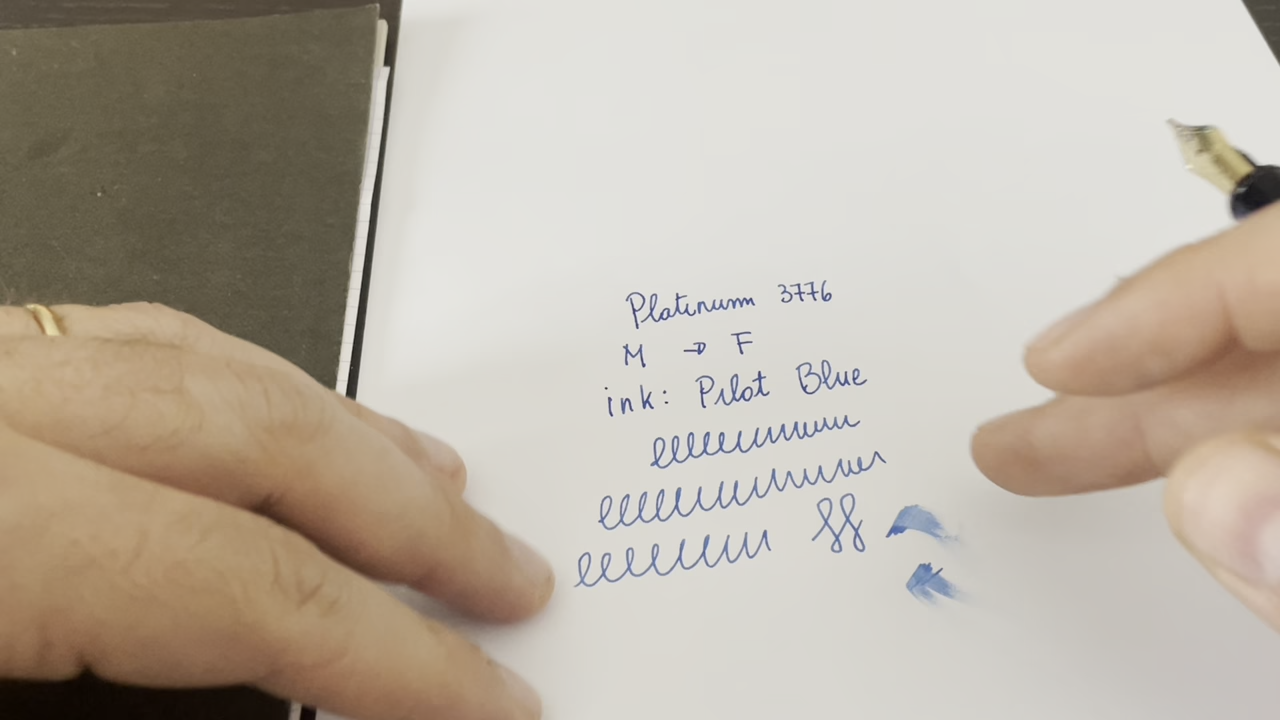 Platinum 3776
M → F
ink: Pilot Blue